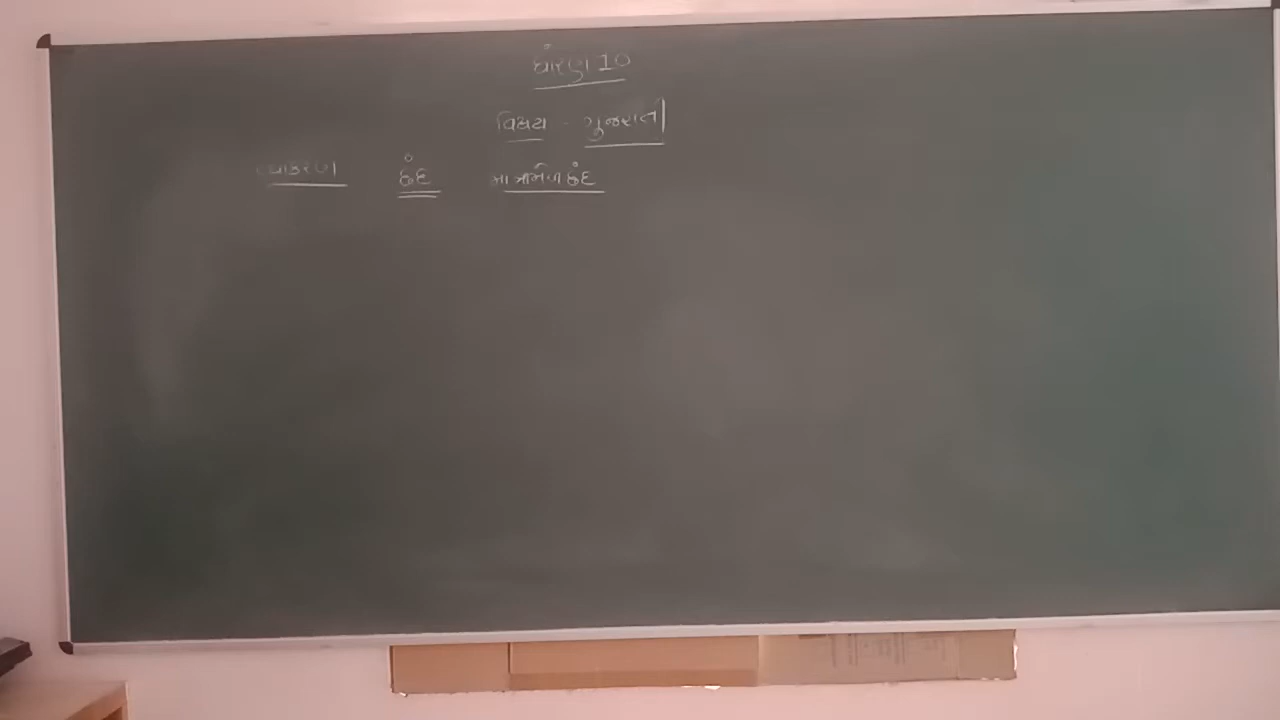 ધોરણ 10
વિષય - ગુજરાતી
વ્યાકરણ છંદ માત્રામેળ છંદ